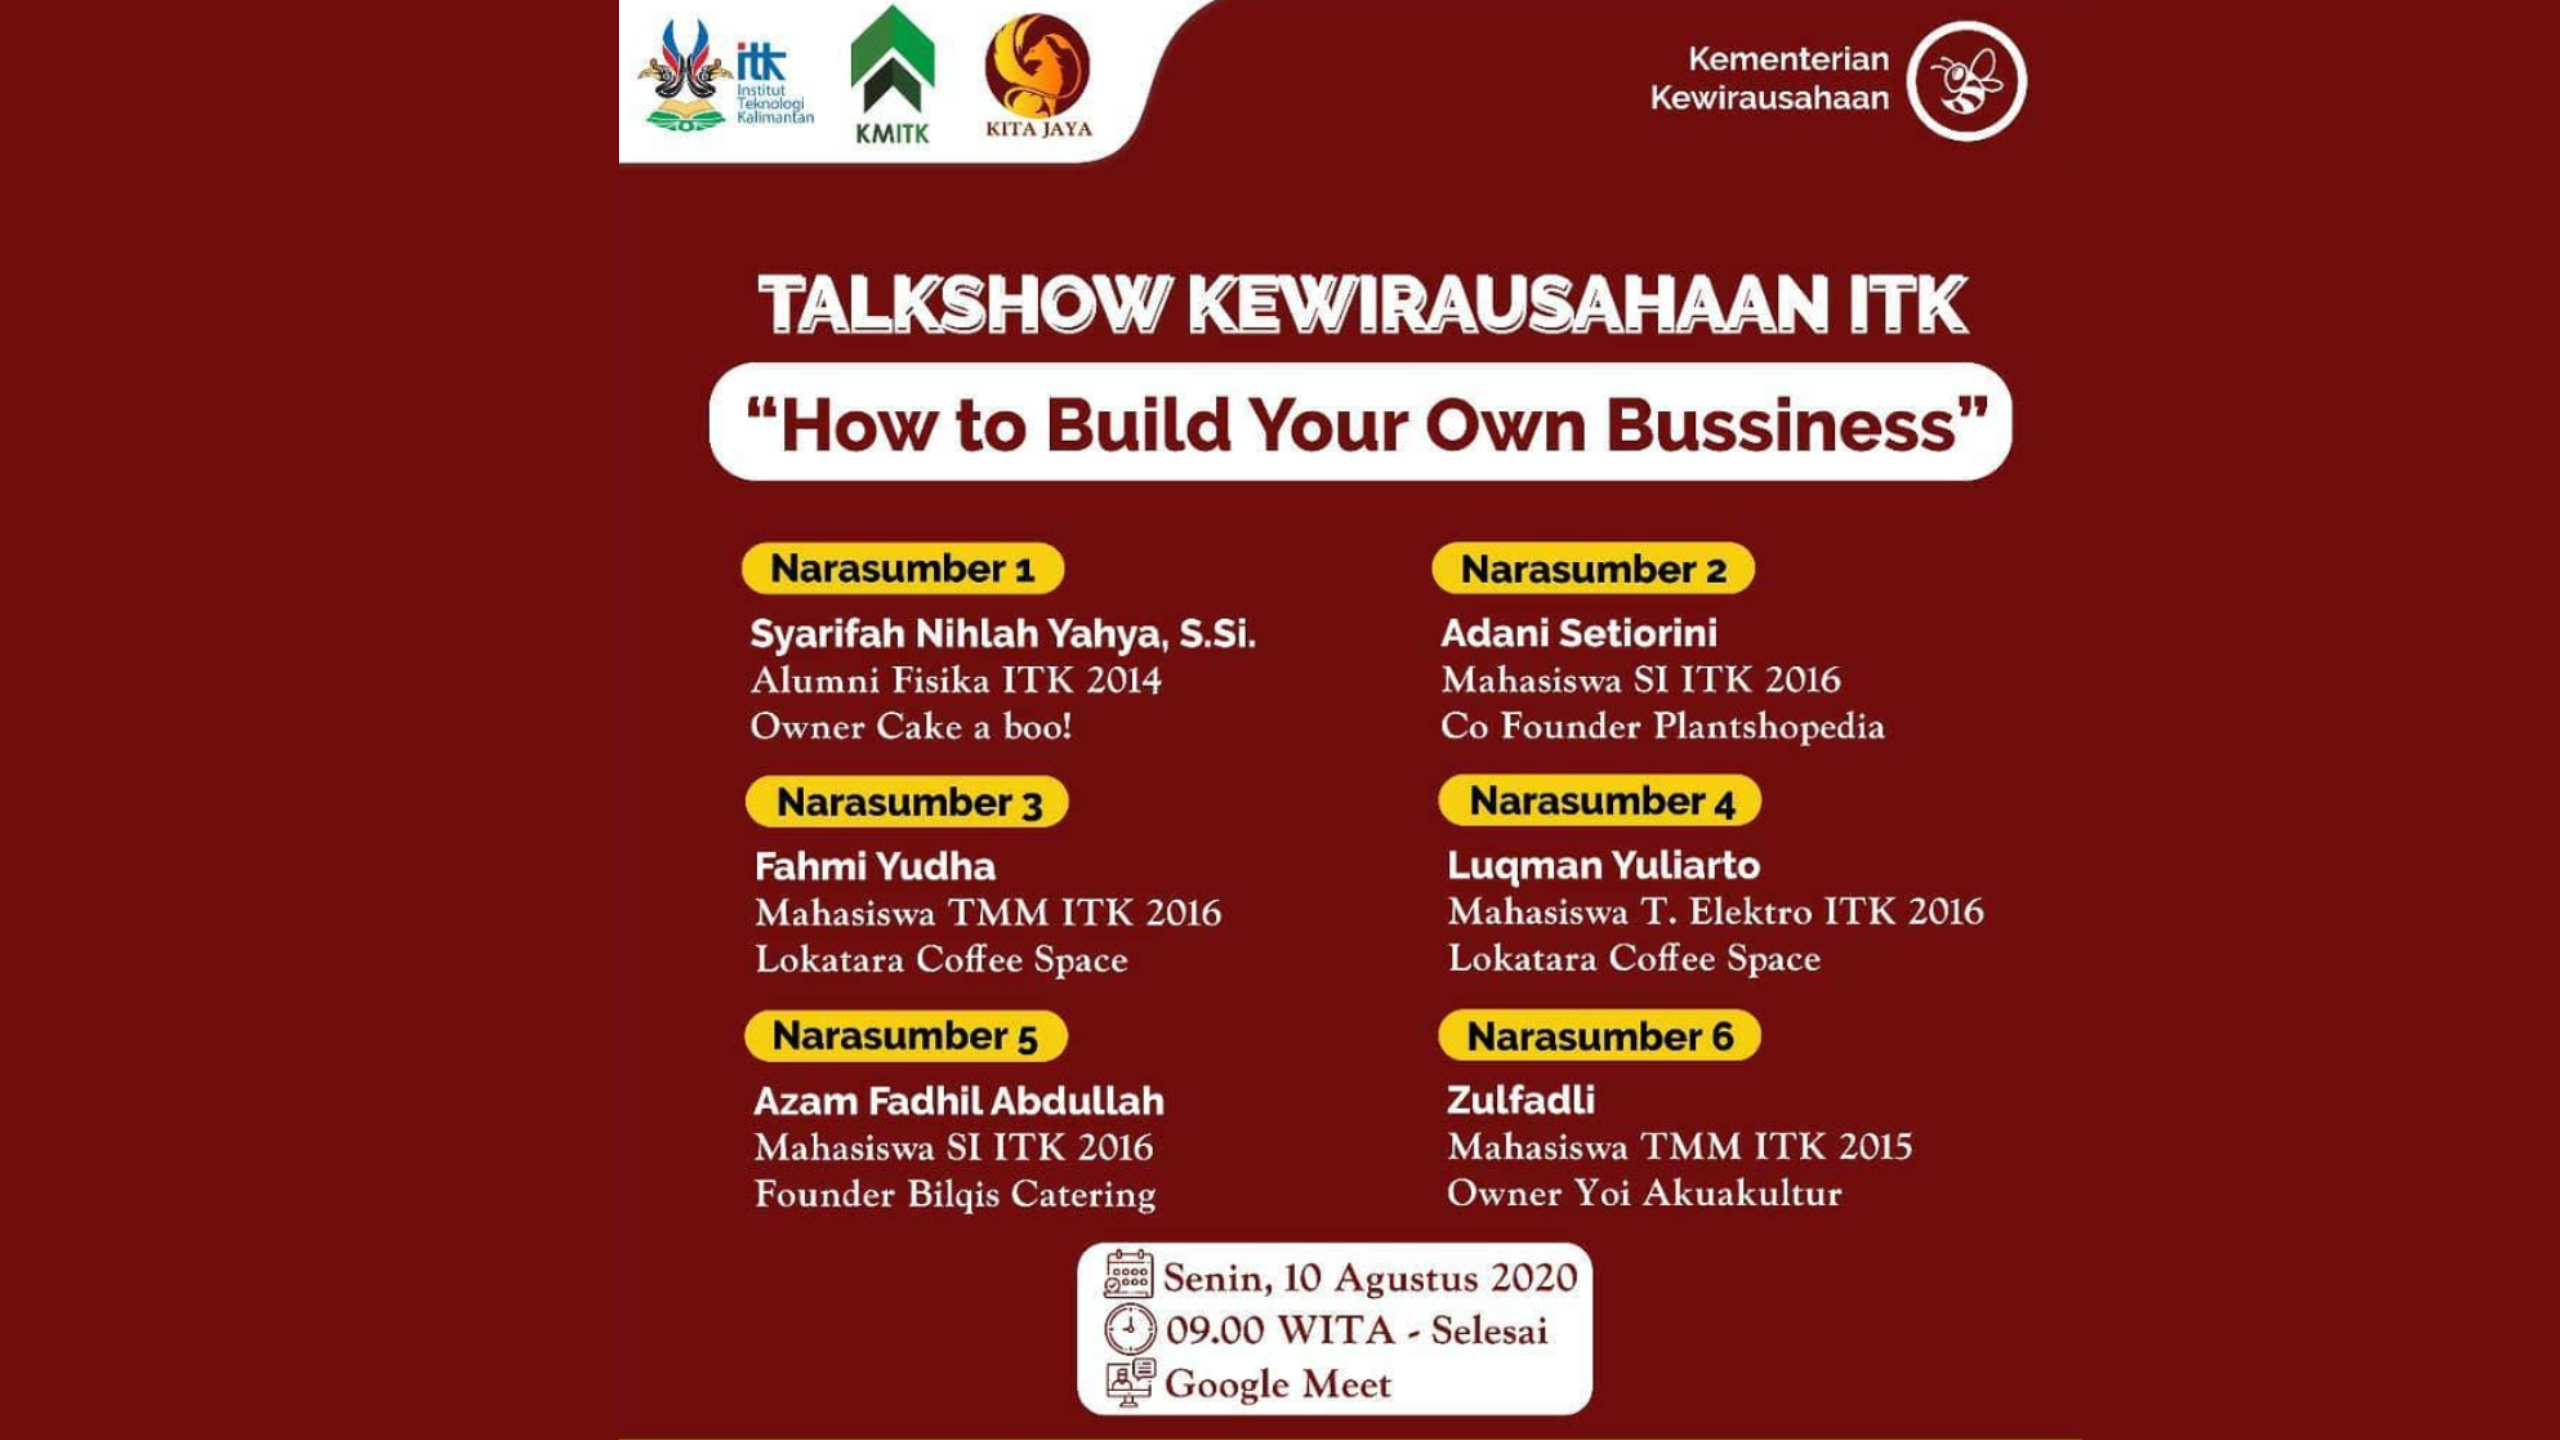 itk
Institut
Teknologi
Kalimantan
KMITK
KITA JAYA
Kementerian
Kewirausahaan
TALKSHOW KEWIRAUSAHAAN ITK
“How to Build Your Own Bussiness”
Narasumber 1
Syarifah Nihlah Yahya, S.Si.
Alumni Fisika ITK 2014
Owner Cake a boo!
Narasumber 2
Adani Setiorini
Mahasiswa SI ITK 2016
Co Founder Plantshopedia
Narasumber 3
Fahmi Yudha
Mahasiswa TMM ITK 2016
Lokatara Coffee Space
Narasumber 4
Luqman Yuliarto
Mahasiswa T. Elektro ITK 2016
Lokatara Coffee Space
Narasumber 5
Azam Fadhil Abdullah
Mahasiswa SI ITK 2016
Founder Bilqis Catering
Narasumber 6
Zulfadli
Mahasiswa TMM ITK 2015
Owner Yoi Akuakultur
Senin, 10 Agustus 2020
09.00 WITA - Selesai
Google Meet